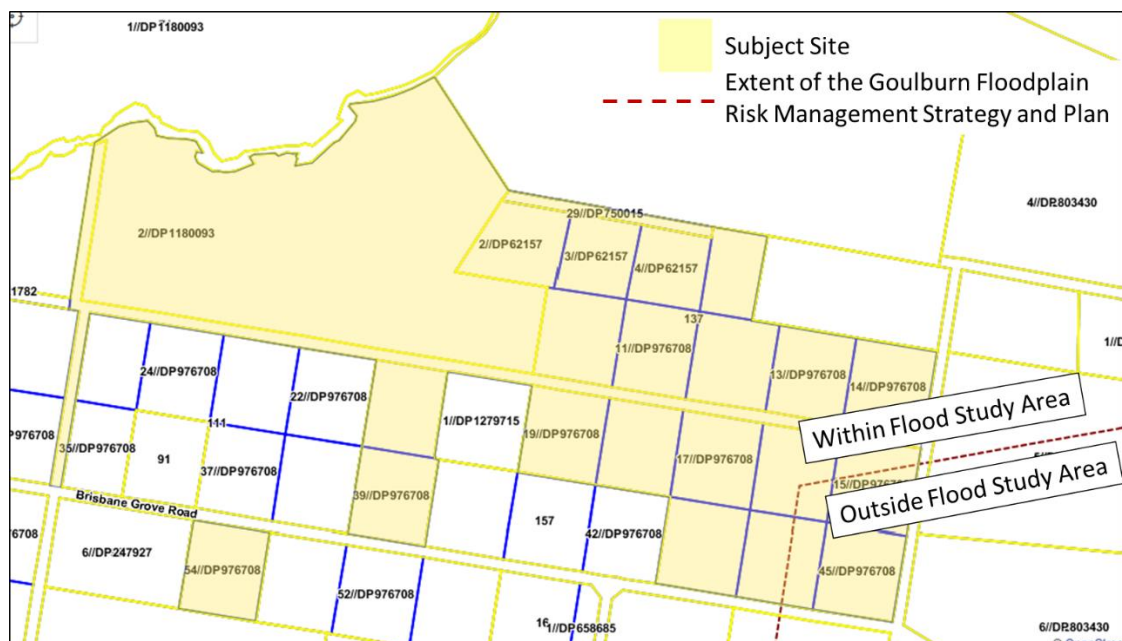 1//DP1180093
Subject Site
Extent of the Goulburn Floodplain
Risk Management Strategy and Plan
4//DP803430
29//DP750015
2//DP1180093
2//DP62157
3//DP62157
4//DP62157
1782
137
11//DP976708
13//DP976708
14//DP976708
24//DP976708
22//DP976708
1//DP1279715
Within Flood Study Area
111
19//DP976708
DP976708
35//DP976708
91
37//DP976708
17//DP976708
15//DP976708
Outside Flood Study Area
39//DP976708
Brisbane Grove Road
157
42//DP976708
6//DP247927
54//DP976708
52//DP976708
45//DP976708
16
1//DP658685
6//DP803430